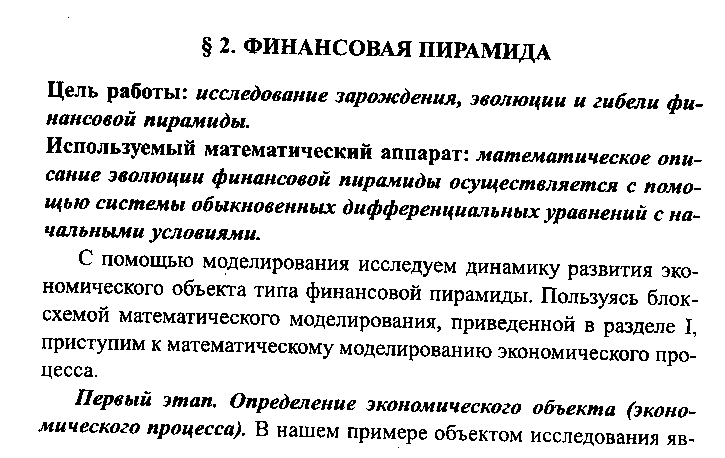 § 2. ФИНАНСОВАЯ ПИРАМИДА
Цель работы: исследование зарождения, эволюции и гибели фи-
нансовой пирамиды.
Используемый математический аппарат: математическое опи-
сание эволюции финансовой пирамиды осуществляется с помо-
щью системы обыкновенных дифференциальных уравнений с на-
чальными условиями.
С помощью моделирования исследуем динамику развития эко-
номического объекта типа финансовой пирамиды. Пользуясь блок-
схемой математического моделирования, приведенной в разделе I,
приступим к математическому моделированию экономического про-
цесса.
Первый этап. Определение экономического объекта (эконо-
мического процесса). В нашем примере объектом исследования яв-